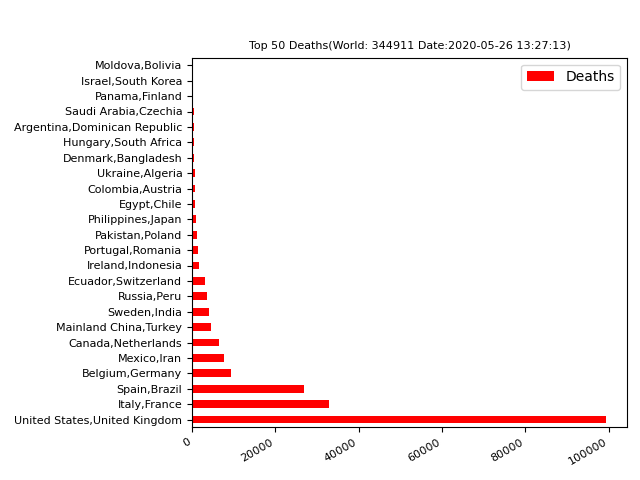 Top 50 Deaths(World: 344911 Date:2020-05-26 13:27:13)
Deaths
Moldova,Bolivia
Israel,South Korea
Panama,Finland
Saudi Arabia,Czechia
Argentina,Dominican Republic
Hungary,South Africa
Denmark,Bangladesh
Ukraine,Algeria
Colombia,Austria
Egypt,Chile
Philippines,Japan
Pakistan,Poland
Portugal,Romania
Ireland,Indonesia
Ecuador,Switzerland
Russia,Peru
Sweden,India
Mainland China,Turkey
Canada,Netherlands
Mexico,Iran
Belgium,Germany
Spain,Brazil
Italy,France
United States,United Kingdom
0 20000 40000 60000 80000 100000